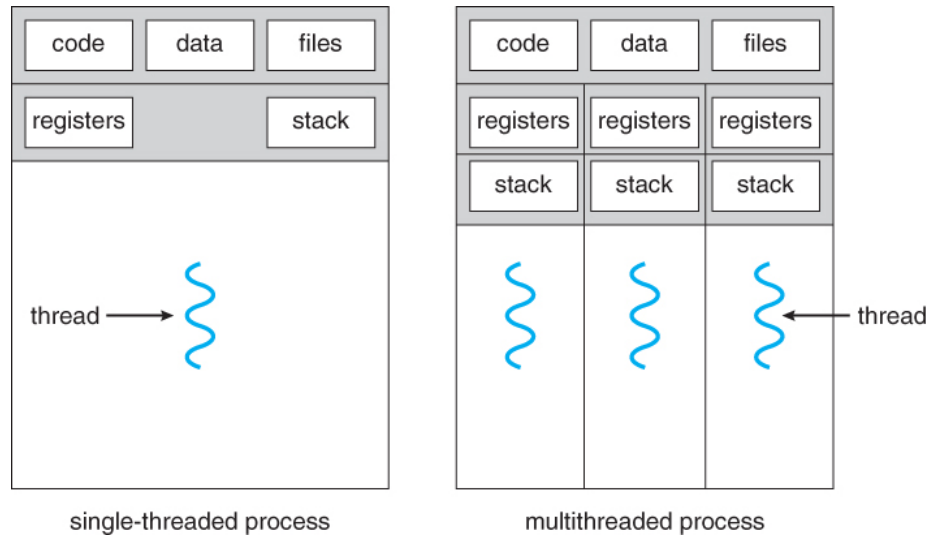 code data files code data files
registers stack registers registers registers
stack stack stack
thread thread
single-threaded process multithreaded process